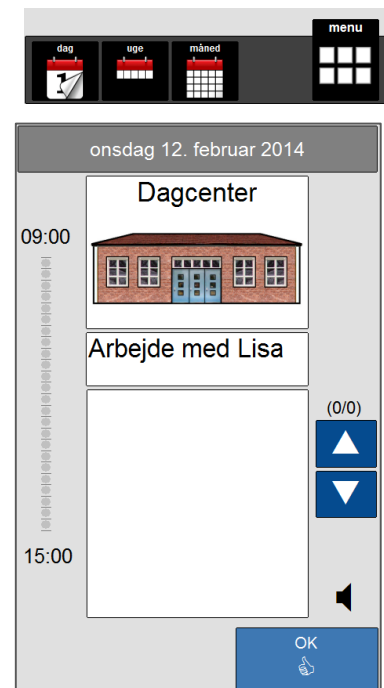 dag
uge
måned
menu
onsdag 12. februar 2014
Dagcenter
09:00
Arbejde med Lisa
(0/0)
15:00
OK